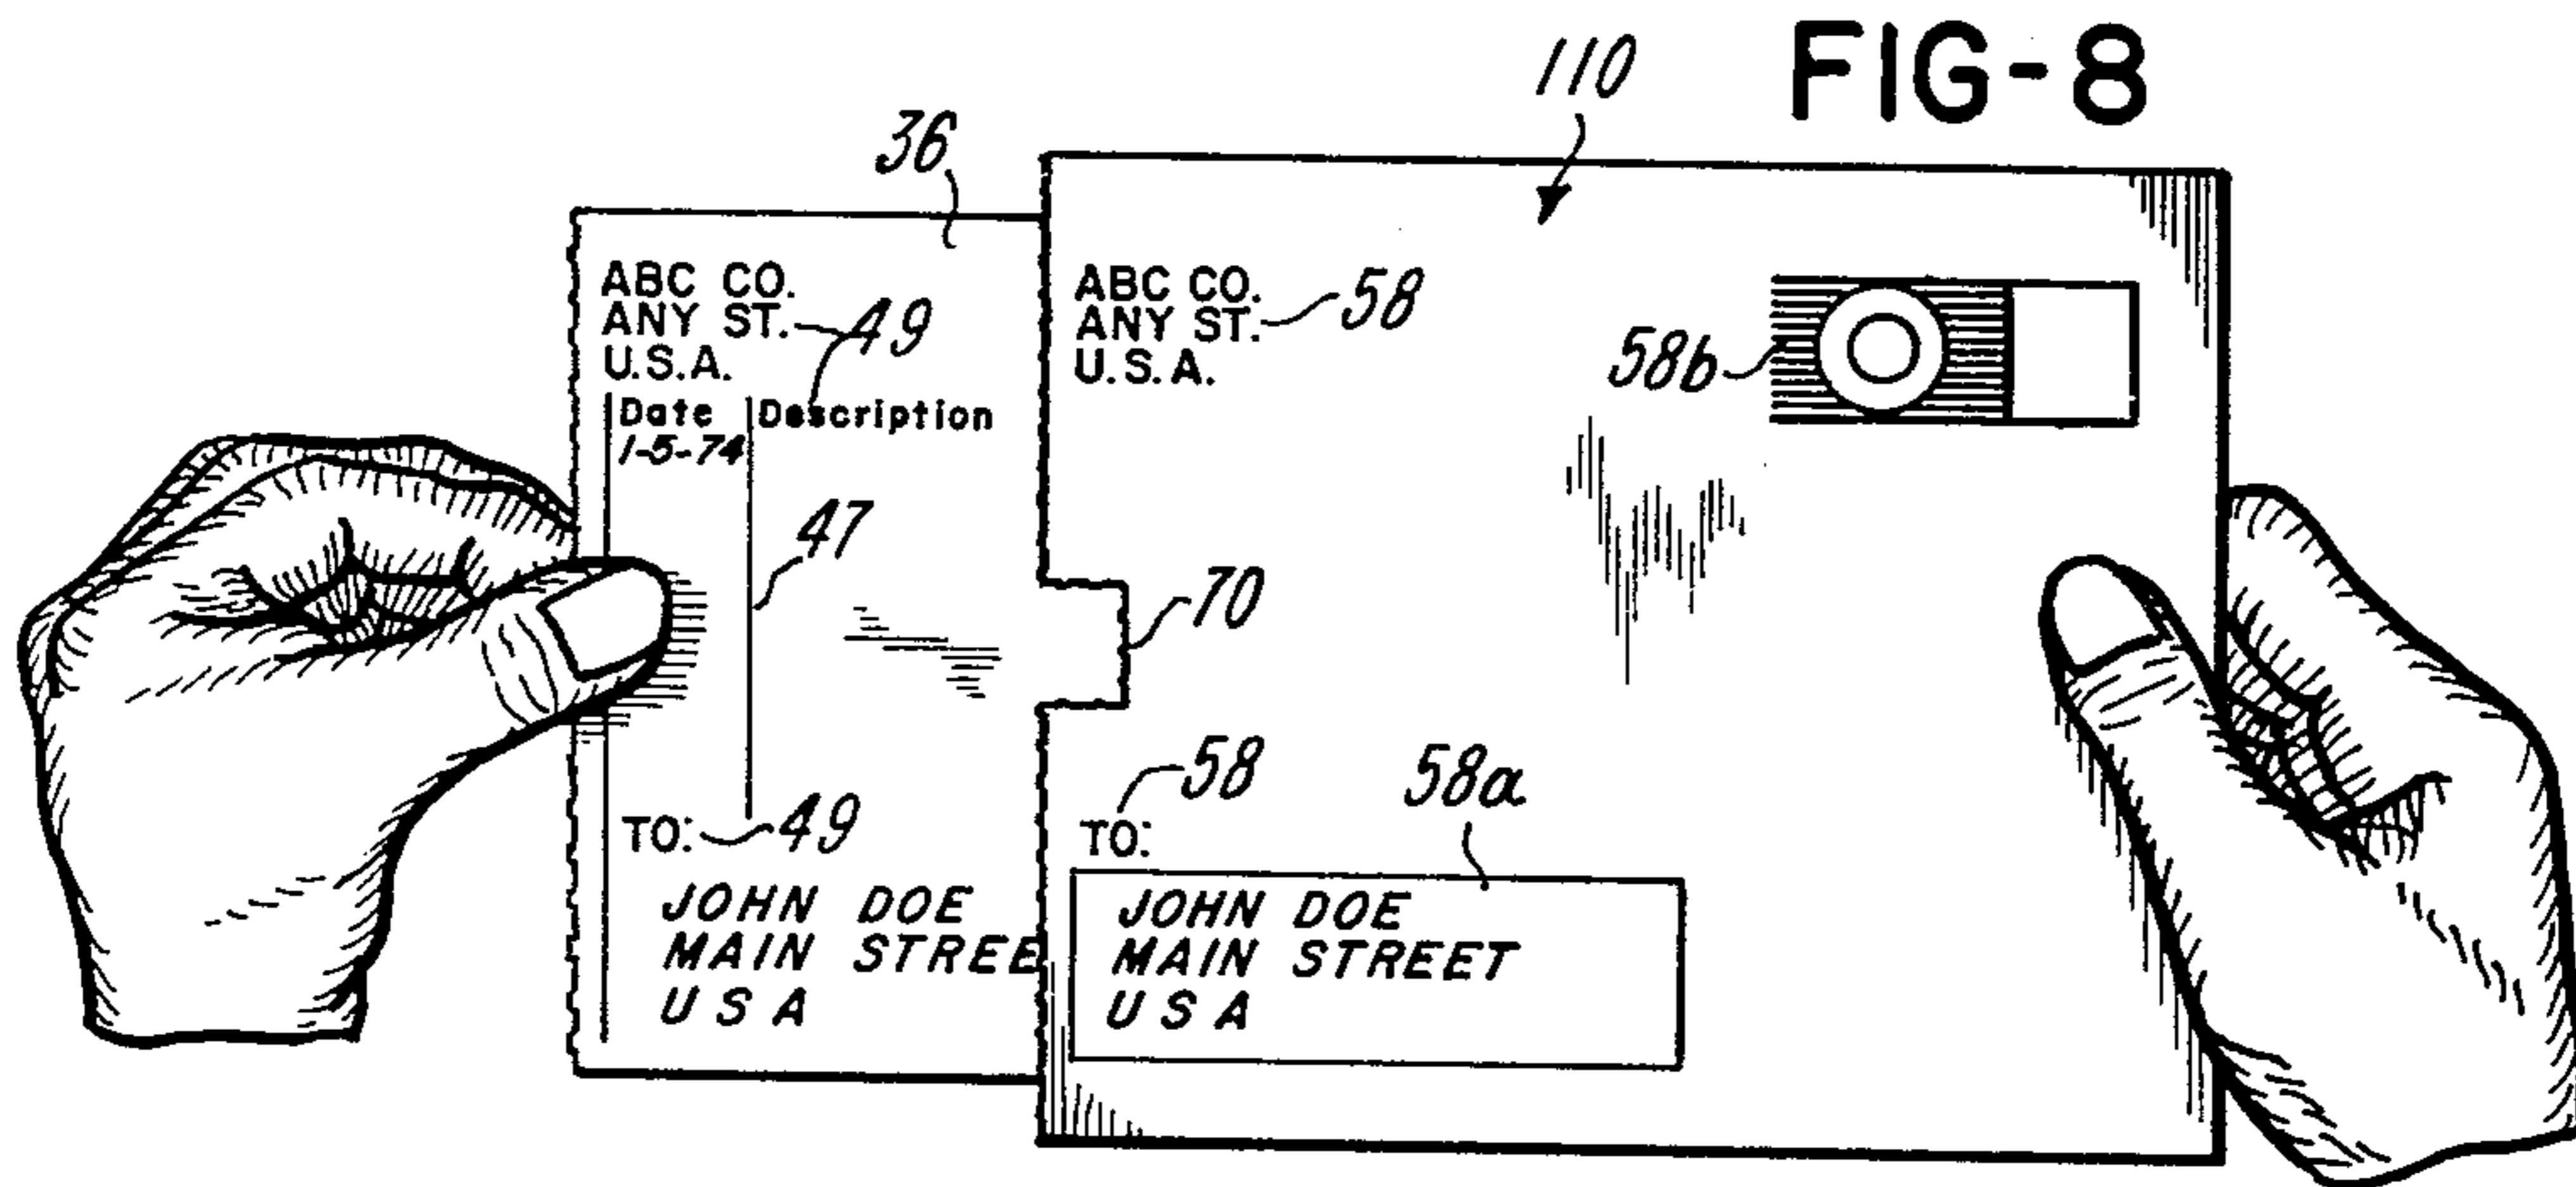 FIG-8
110
36
ABC CO.
ANY ST.
U.S.A.
49
Date Description
1-5-74
47
TO:
49
JOHN DOE
MAIN STREE
USA
ABC CO.
ANY ST.
U.S.A.
58
58b
70
58
58a
TO:
JOHN DOE
MAIN STREET
USA